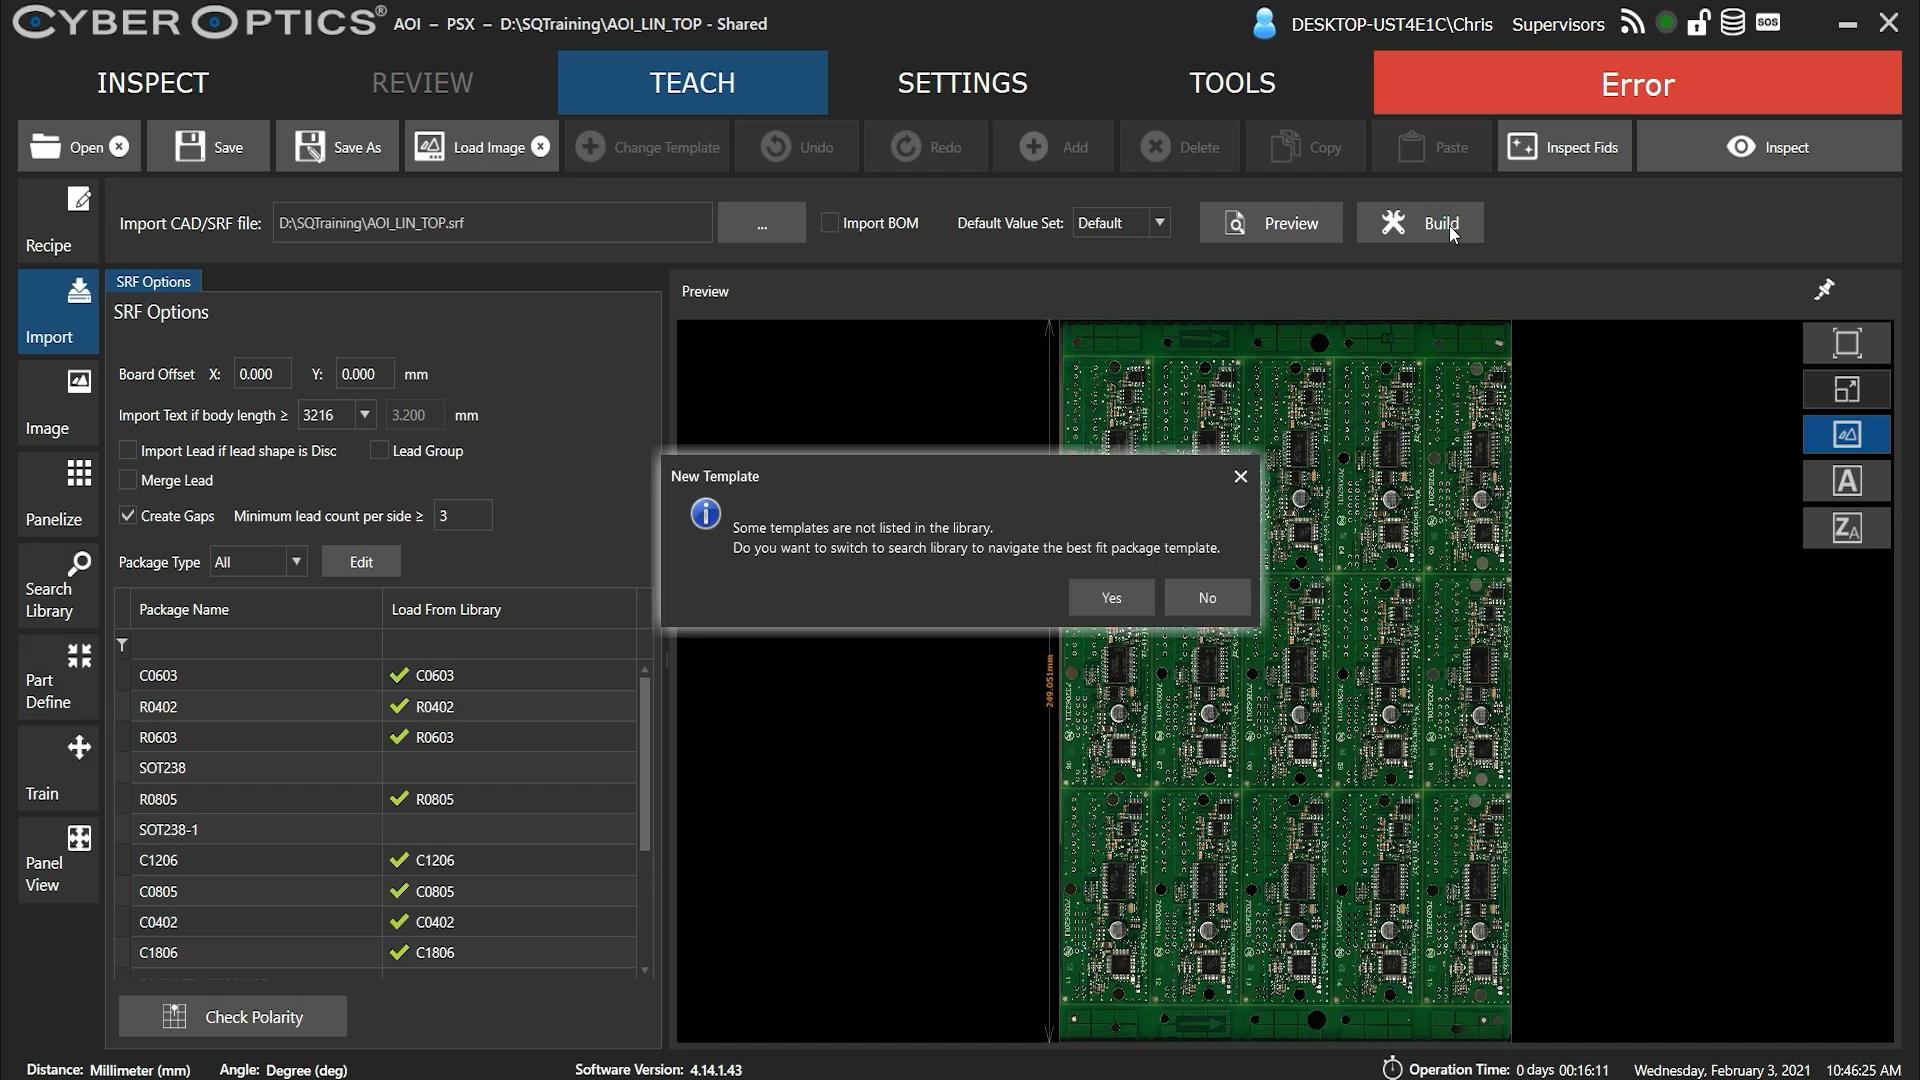 CYBEROPTICS® AOI – PSX – D:\SQTraining\AOI_LIN_TOP - Shared
DESKTOP-UST4E1C\Chris Supervisors SOS
INSPECT REVIEW TEACH SETTINGS TOOLS Error
Open Save Save As Load Image Change Template Undo Redo Add Delete Copy Paste Inspect Fids Inspect
Recipe
Import
Image
Panelize
Search
Library
Part
Define
Train
Panel
View
Import CAD/SRF file: D:\SQTraining\AOI_LIN_TOP.srf ... Import BOM Default Value Set: Default Preview Build
SRF Options
SRF Options
Board Offset X: 0.000 Y: 0.000 mm
Import Text if body length ≥ 3216 3.200 mm
Import Lead if lead shape is Disc Lead Group
Merge Lead
Create Gaps Minimum lead count per side ≥ 3
Package Type All Edit
Package Name Load From Library
C0603 C0603
R0402 R0402
R0603 R0603
SOT238
R0805 R0805
SOT238-1
C1206 C1206
C0805 C0805
C0402 C0402
C1806 C1806
Check Polarity
Preview
249.051mm
A
ZA
New Template
Some templates are not listed in the library.
Do you want to switch to search library to navigate the best fit package template.
Yes No
Distance: Millimeter (mm) Angle: Degree (deg) Software Version: 4.14.1.43 Operation Time: 0 days 00:16:11 Wednesday, February 3, 2021 10:46:25 AM